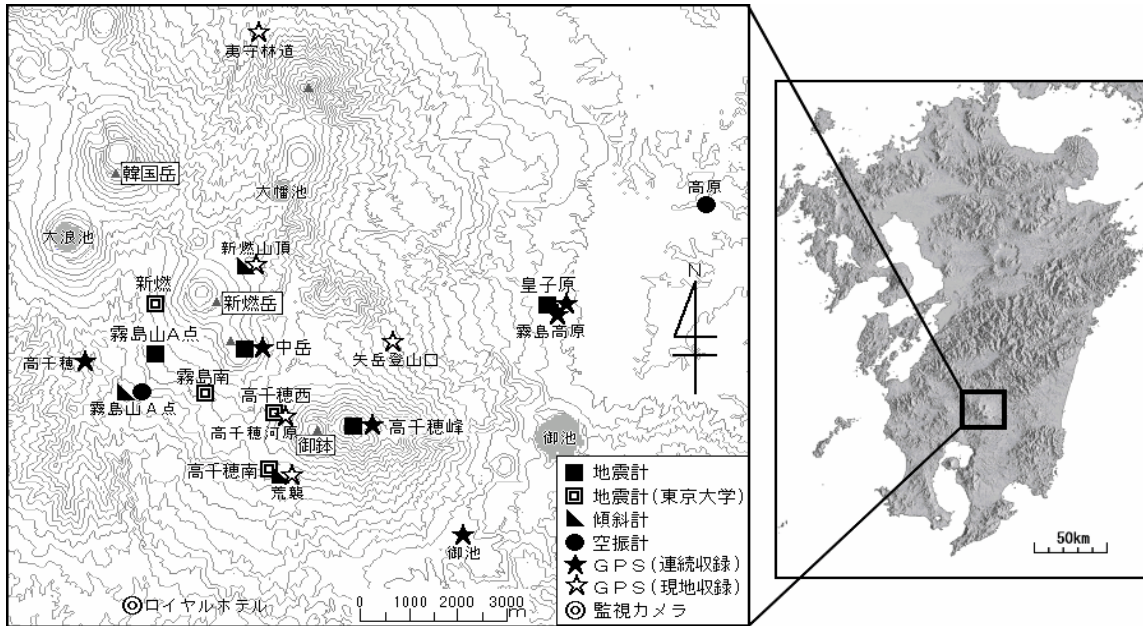 夷守林道
韓国岳
大幡池
高原
大浪池
新燃山頂
新燃
新燃岳
皇子原
霧島高原
N
霧島山A点
中岳
矢岳登山口
高千穂
霧島南
霧島山A点
高千穂西
高千穂河原
御鉢
高千穂峰
御池
高千穂南
荒襲
御池
ロイヤルホテル
0 1000 2000 3000
m
地震計
地震計(東京大学)
傾斜計
空振計
GPS(連続収録)
GPS(現地収録)
監視カメラ
50km